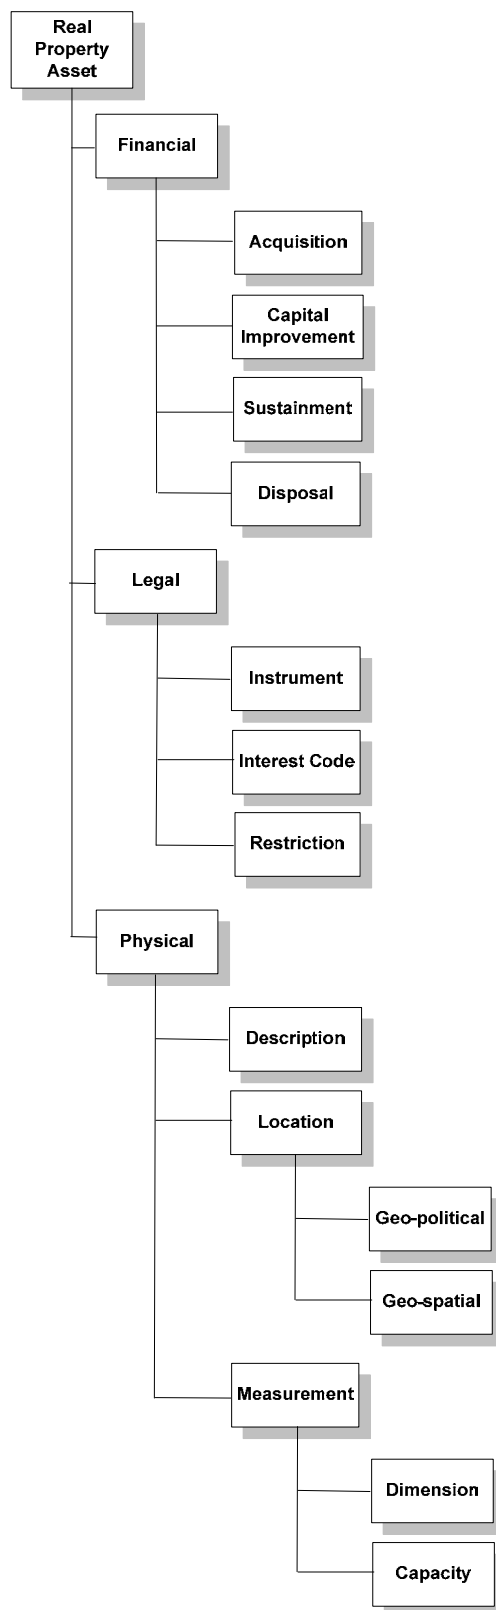 Real
Property
Asset
Financial
Acquisition
Capital
Improvement
Sustainment
Disposal
Legal
Instrument
Interest Code
Restriction
Physical
Description
Location
Geo-political
Geo-spatial
Measurement
Dimension
Capacity